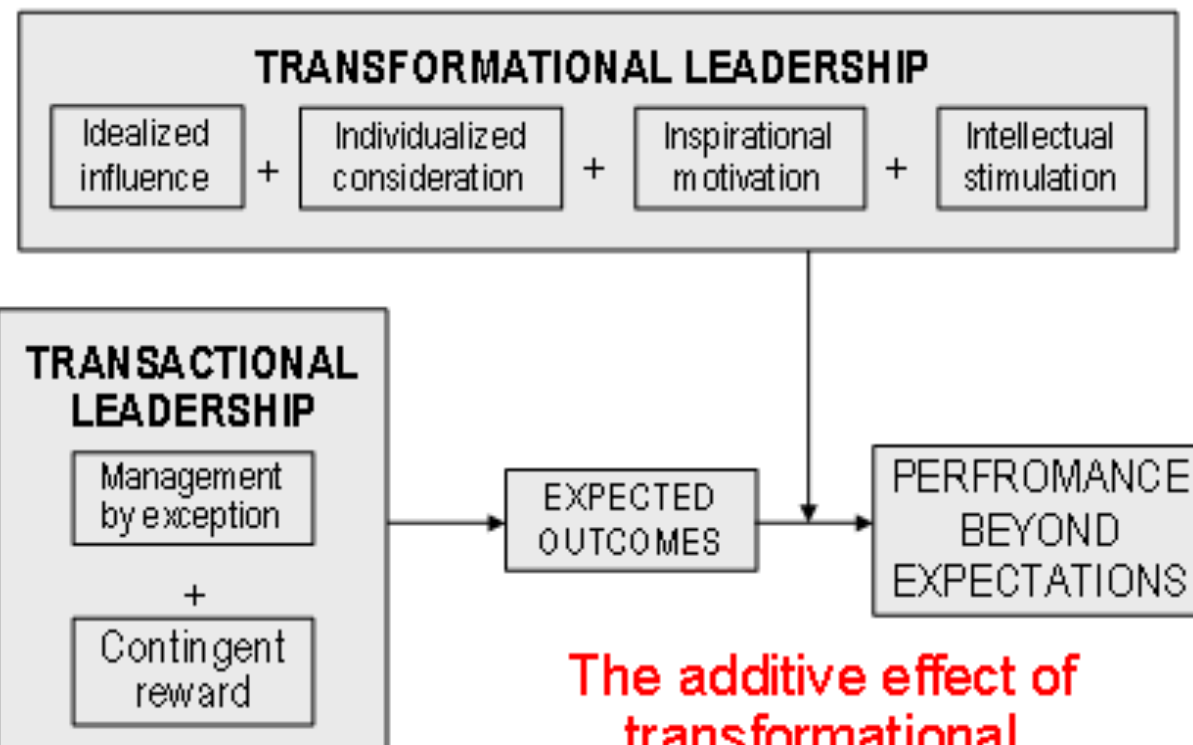 TRANSFORMATIONAL LEADERSHIP
Idealized
influence
+
Individualized
consideration
+
Inspirational
motivation
+
Intellectual
stimulation
TRANSACTIONAL
LEADERSHIP
Management
by exception
+
Contingent
reward
EXPECTED
OUTCOMES
PERFROMANCE
BEYOND
EXPECTATIONS
The additive effect of
transformational